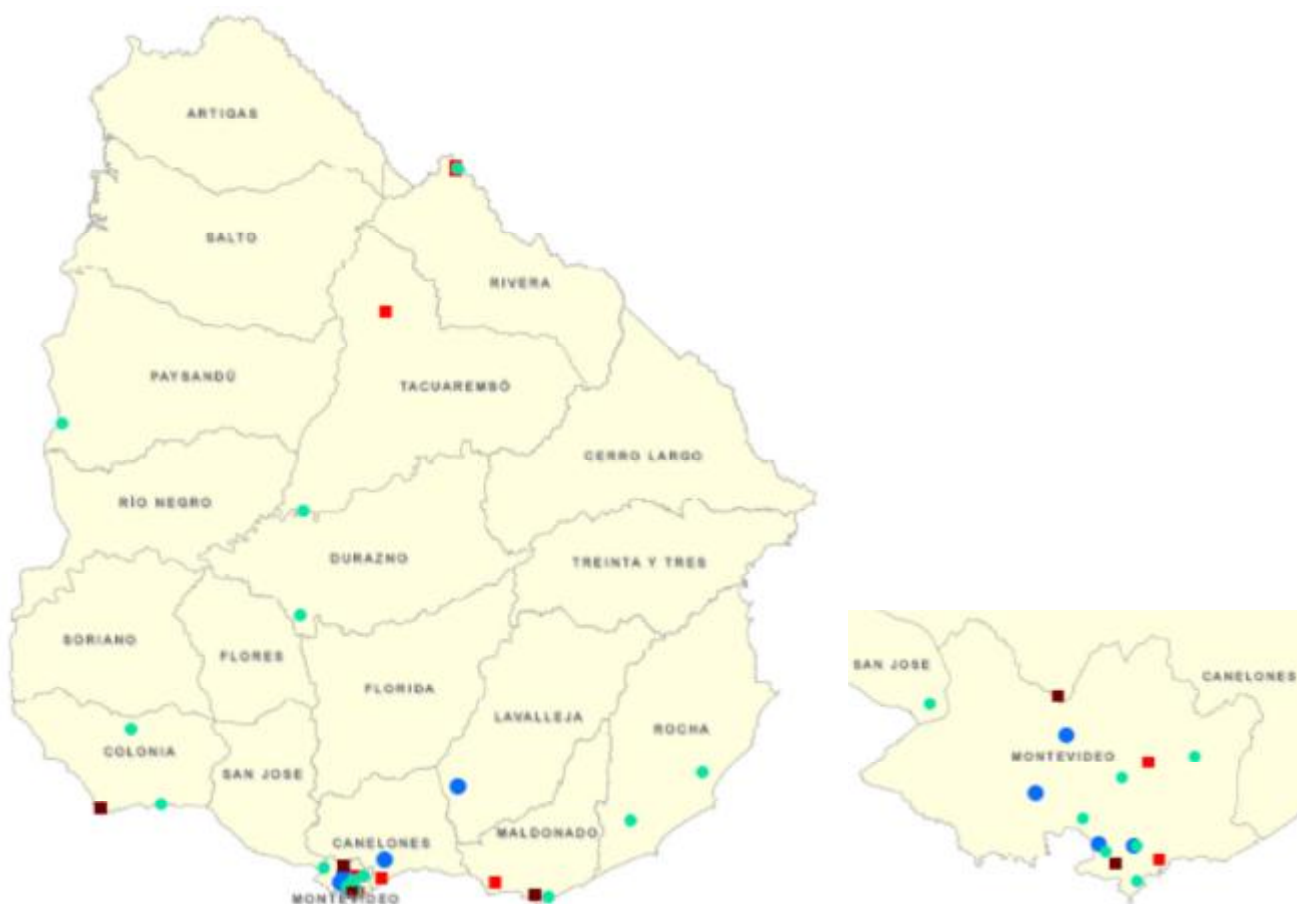 ARTIGAS
SALTO
RIVERA
PAYSANDÚ
TACUAREMBÓ
CERRO LARGO
RÍO NEGRO
DURAZNO
TREINTA Y TRES
SORIANO
FLORES
FLORIDA
LAVALLEJA
ROCHA
COLONIA
SAN JOSE
CANELONES
MALDONADO
MONTEVIDEO
SAN JOSE
CANELONES
MONTEVIDEO